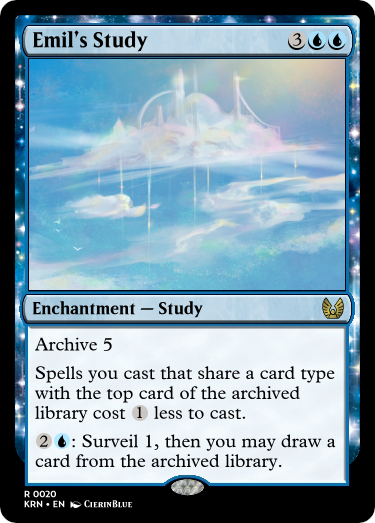 Emil's Study 3
Enchantment — Study
Archive 5
Spells you cast that share a card type
with the top card of the archived
library cost 1 less to cast.
2: Surveil 1, then you may draw a
card from the archived library.
R 0020
KRN • EN CierinBlue